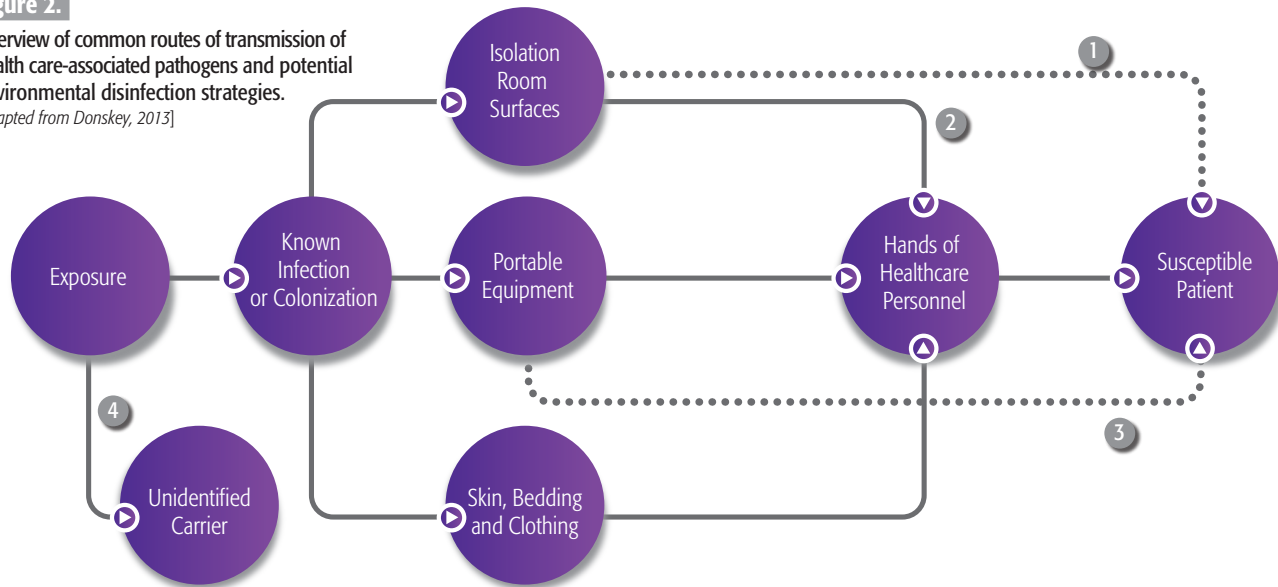 gure 2.
erview of common routes of transmission of
alth care-associated pathogens and potential
vironmental disinfection strategies.
apted from Donskey, 2013]
Isolation
Room
Surfaces
1
2
Exposure
Known
Infection
or Colonization
Portable
Equipment
Hands of
Healthcare
Personnel
Susceptible
Patient
4
3
Unidentified
Carrier
Skin, Bedding
and Clothing